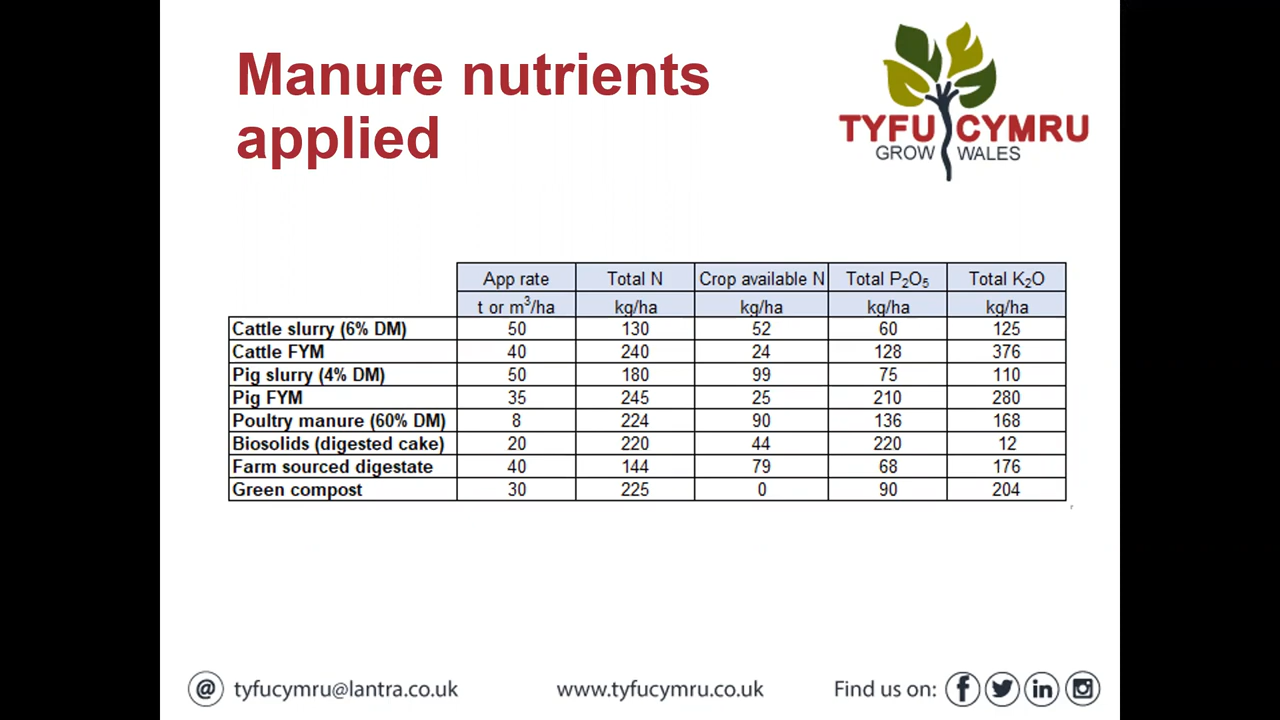 Manure nutrients
applied
TYFU CYMRU
GROW WALES
App rate Total N Crop available N Total P₂O₅ Total K₂O
t or m³/ha kg/ha kg/ha kg/ha kg/ha
Cattle slurry (6% DM) 50 130 52 60 125
Cattle FYM 40 240 24 128 376
Pig slurry (4% DM) 50 180 99 75 110
Pig FYM 35 245 25 210 280
Poultry manure (60% DM) 8 224 90 136 168
Biosolids (digested cake) 20 220 44 220 12
Farm sourced digestate 40 144 79 68 176
Green compost 30 225 0 90 204
@ tyfucymru@lantra.co.uk www.tyfucymru.co.uk Find us on: f in